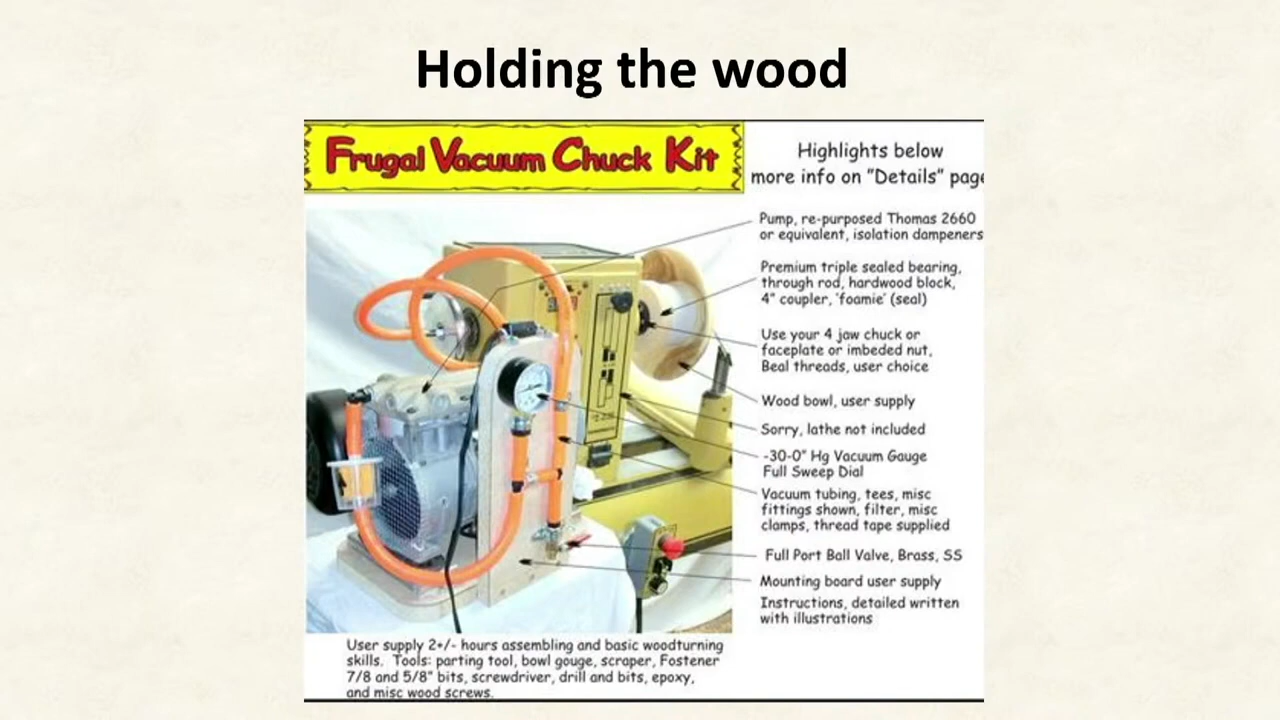 Holding the wood
Frugal Vacuum Chuck Kit
Highlights below
more info on "Details" page
Pump, re-purposed Thomas 2660
or equivalent, isolation dampeners
Premium triple sealed bearing,
through rod, hardwood block,
4" coupler, 'foamie' (seal)
Use your 4 jaw chuck or
faceplate or imbeded nut,
Beal threads, user choice
Wood bowl, user supply
Sorry, lathe not included
-30-0" Hg Vacuum Gauge
Full Sweep Dial
Vacuum tubing, tees, misc
fittings shown, filter, misc
clamps, thread tape supplied
Full Port Ball Valve, Brass, SS
Mounting board user supply
Instructions, detailed written
with illustrations
User supply 2+/- hours assembling and basic woodturning
skills. Tools: parting tool, bowl gouge, scraper, Fostener
7/8 and 5/8" bits, screwdriver, drill and bits, epoxy,
and misc wood screws.